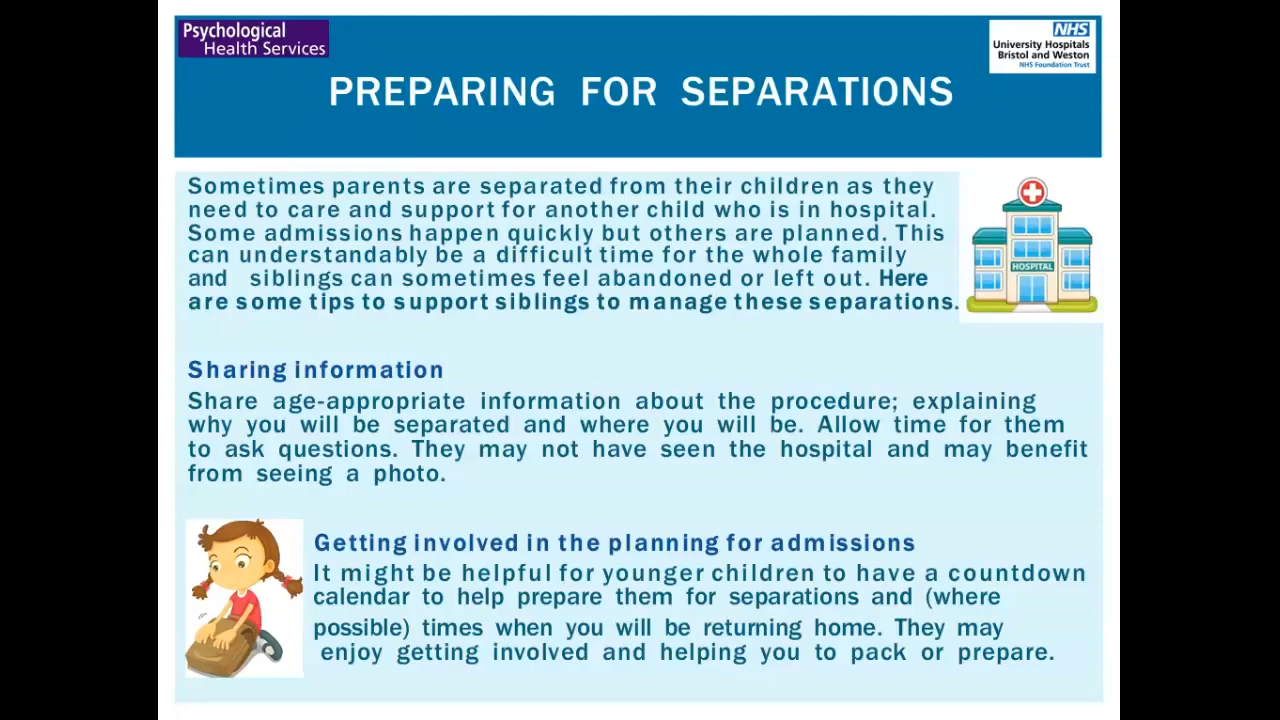 Psychological
Health Services
NHS
University Hospitals
Bristol and Weston
NHS Foundation Trust
PREPARING FOR SEPARATIONS
Sometimes parents are separated from their children as they
need to care and support for another child who is in hospital.
Some admissions happen quickly but others are planned. This
can understandably be a difficult time for the whole family
and siblings can sometimes feel abandoned or left out. Here
are some tips to support siblings to manage these separations.
HOSPITAL
Sharing information
Share age-appropriate information about the procedure; explaining
why you will be separated and where you will be. Allow time for them
to ask questions. They may not have seen the hospital and may benefit
from seeing a photo.
Getting involved in the planning for admissions
It might be helpful for younger children to have a countdown
calendar to help prepare them for separations and (where
possible) times when you will be returning home. They may
enjoy getting involved and helping you to pack or prepare.